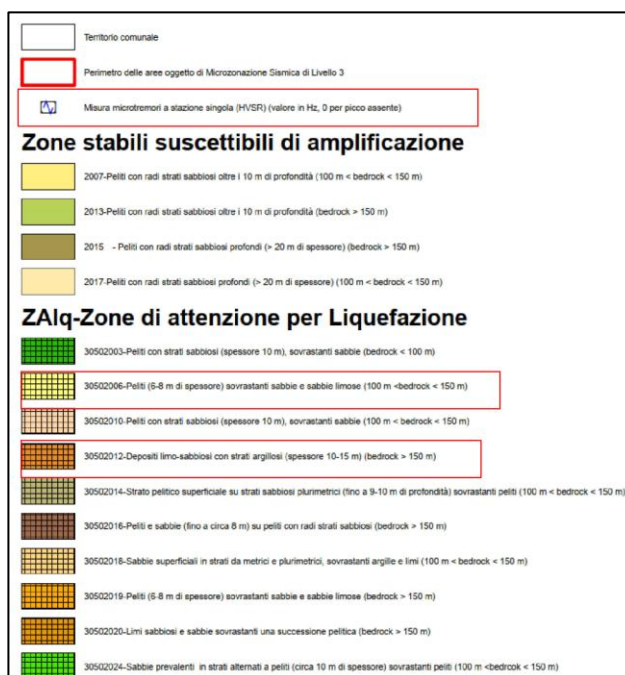 Territorio comunale
Perimetro delle aree oggetto di Microzonazione Sismica di Livello 3
Misura microtremori a stazione singola (HVSR) (valore in Hz, 0 per picco assente)
Zone stabili suscettibili di amplificazione
2007-Peliti con radi strati sabbiosi oltre i 10 m di profondità (100 m < bedrock < 150 m)
2013-Peliti con radi strati sabbiosi oltre i 10 m di profondità (bedrock > 150 m)
2015 - Peliti con radi strati sabbiosi profondi (> 20 m di spessore) (bedrock > 150 m)
2017-Peliti con radi strati sabbiosi profondi (> 20 m di spessore) (100 m < bedrock < 150 m)
ZAlq-Zone di attenzione per Liquefazione
30502003-Peliti con strati sabbiosi (spessore 10 m), sovrastanti sabbie (bedrock < 100 m)
30502006-Peliti (6-8 m di spessore) sovrastanti sabbie e sabbie limose (100 m <bedrock < 150 m)
30502010-Peliti con strati sabbiosi (spessore 10 m), sovrastanti sabbie (100 m < bedrock < 150 m)
30502012-Depositi limo-sabbiosi con strati argillosi (spessore 10-15 m) (bedrock > 150 m)
30502014-Strato pelitico superficiale su strati sabbiosi plurimetrici (fino a 9-10 m di profondità) sovrastanti peliti (100 m < bedrock < 150 m)
30502016-Peliti e sabbie (fino a circa 8 m) su peliti con radi strati sabbiosi (bedrock > 150 m)
30502018-Sabbie superficiali in strati da metrici e plurimetrici, sovrastanti argille e limi (100 m < bedrock < 150 m)
30502019-Peliti (6-8 m di spessore) sovrastanti sabbie e sabbie limose (bedrock > 150 m)
30502020-Limi sabbiosi e sabbie sovrastanti una successione pelitica (bedrock > 150 m)
30502024-Sabbie prevalenti in strati alternati a peliti (circa 10 m di spessore) sovrastanti peliti (100 m <bedrock < 150 m)